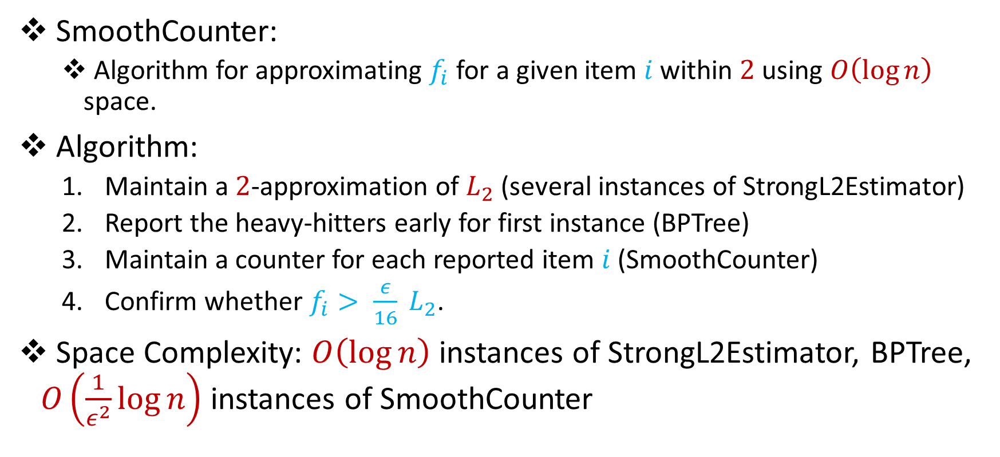 ❖ SmoothCounter:
❖ Algorithm for approximating $f_i$ for a given item $i$ within 2 using $O(\log n)$
space.
❖ Algorithm:
1. Maintain a 2-approximation of $L_2$ (several instances of StrongL2Estimator)
2. Report the heavy-hitters early for first instance (BPTree)
3. Maintain a counter for each reported item $i$ (SmoothCounter)
4. Confirm whether $f_i > \frac{\epsilon}{16} L_2$.
❖ Space Complexity: $O(\log n)$ instances of StrongL2Estimator, BPTree,
$O\left(\frac{1}{\epsilon^2} \log n\right)$ instances of SmoothCounter